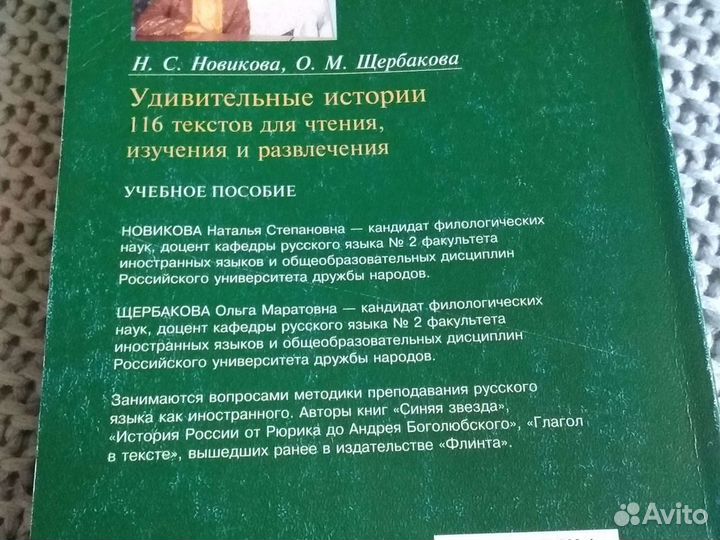 Н. С. Новикова, О. М. Щербакова
Удивительные истории
116 текстов для чтения,
изучения и развлечения
УЧЕБНОЕ ПОСОБИЕ
НОВИКОВА Наталья Степановна — кандидат филологических
наук, доцент кафедры русского языка № 2 факультета
иностранных языков и общеобразовательных дисциплин
Российского университета дружбы народов.
ЩЕРБАКОВА Ольга Маратовна — кандидат филологических
наук, доцент кафедры русского языка № 2 факультета
иностранных языков и общеобразовательных дисциплин
Российского университета дружбы народов.
Занимаются вопросами методики преподавания русского
языка как иностранного. Авторы книг «Синяя звезда»,
«История России от Рюрика до Андрея Боголюбского», «Глагол
в тексте», вышедших ранее в издательстве «Флинта».
Avito